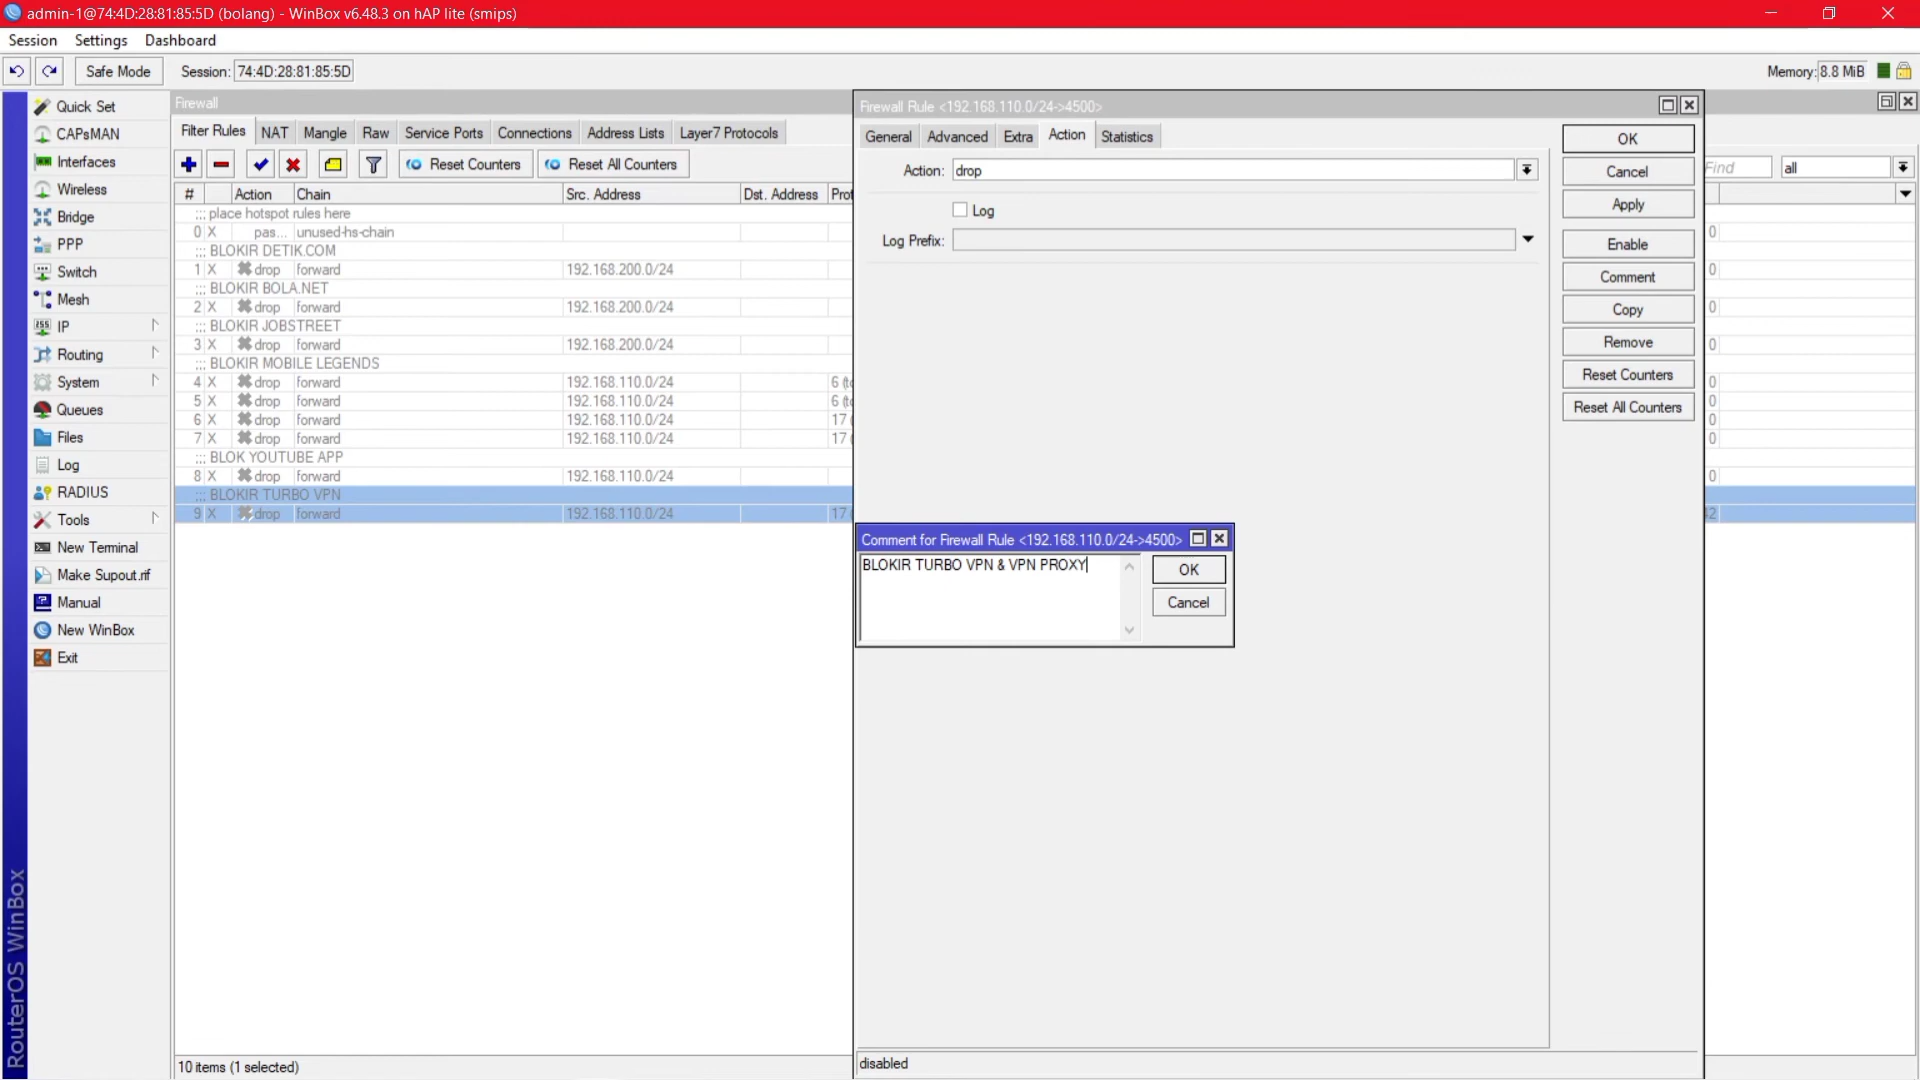 admin-1@74:4D:28:81:85:5D (bolang) - WinBox v6.48.3 on hAP lite (smips)
Session Settings Dashboard
Safe Mode Session: 74:4D:28:81:85:5D Memory: 8.8 MiB
Quick Set
CAPsMAN
Interfaces
Wireless
Bridge
PPP
Switch
Mesh
IP
Routing
System
Queues
Files
Log
RADIUS
Tools
New Terminal
Make Supout.rif
Manual
New WinBox
Exit
RouterOS WinBox
Firewall
Filter Rules NAT Mangle Raw Service Ports Connections Address Lists Layer7 Protocols
Reset Counters Reset All Counters
Find all
# Action Chain Src. Address Dst. Address
::: place hotspot rules here
0 X pas... unused-hs-chain 0
::: BLOKIR DETIK.COM
1 X drop forward 192.168.200.0/24 0
::: BLOKIR BOLA.NET
2 X drop forward 192.168.200.0/24 0
::: BLOKIR JOBSTREET
3 X drop forward 192.168.200.0/24 0
::: BLOKIR MOBILE LEGENDS
4 X drop forward 192.168.110.0/24 6 0
5 X drop forward 192.168.110.0/24 6 0
6 X drop forward 192.168.110.0/24 17 0
7 X drop forward 192.168.110.0/24 17 0
::: BLOK YOUTUBE APP
8 X drop forward 192.168.110.0/24 0
::: BLOKIR TURBO VPN
9 X drop forward 192.168.110.0/24 17
10 items (1 selected)
Firewall Rule <192.168.110.0/24->4500>
General Advanced Extra Action Statistics
Action: drop
Log
Log Prefix:
OK
Cancel
Apply
Enable
Comment
Copy
Remove
Reset Counters
Reset All Counters
Comment for Firewall Rule <192.168.110.0/24->4500>
BLOKIR TURBO VPN & VPN PROXY
OK
Cancel
disabled